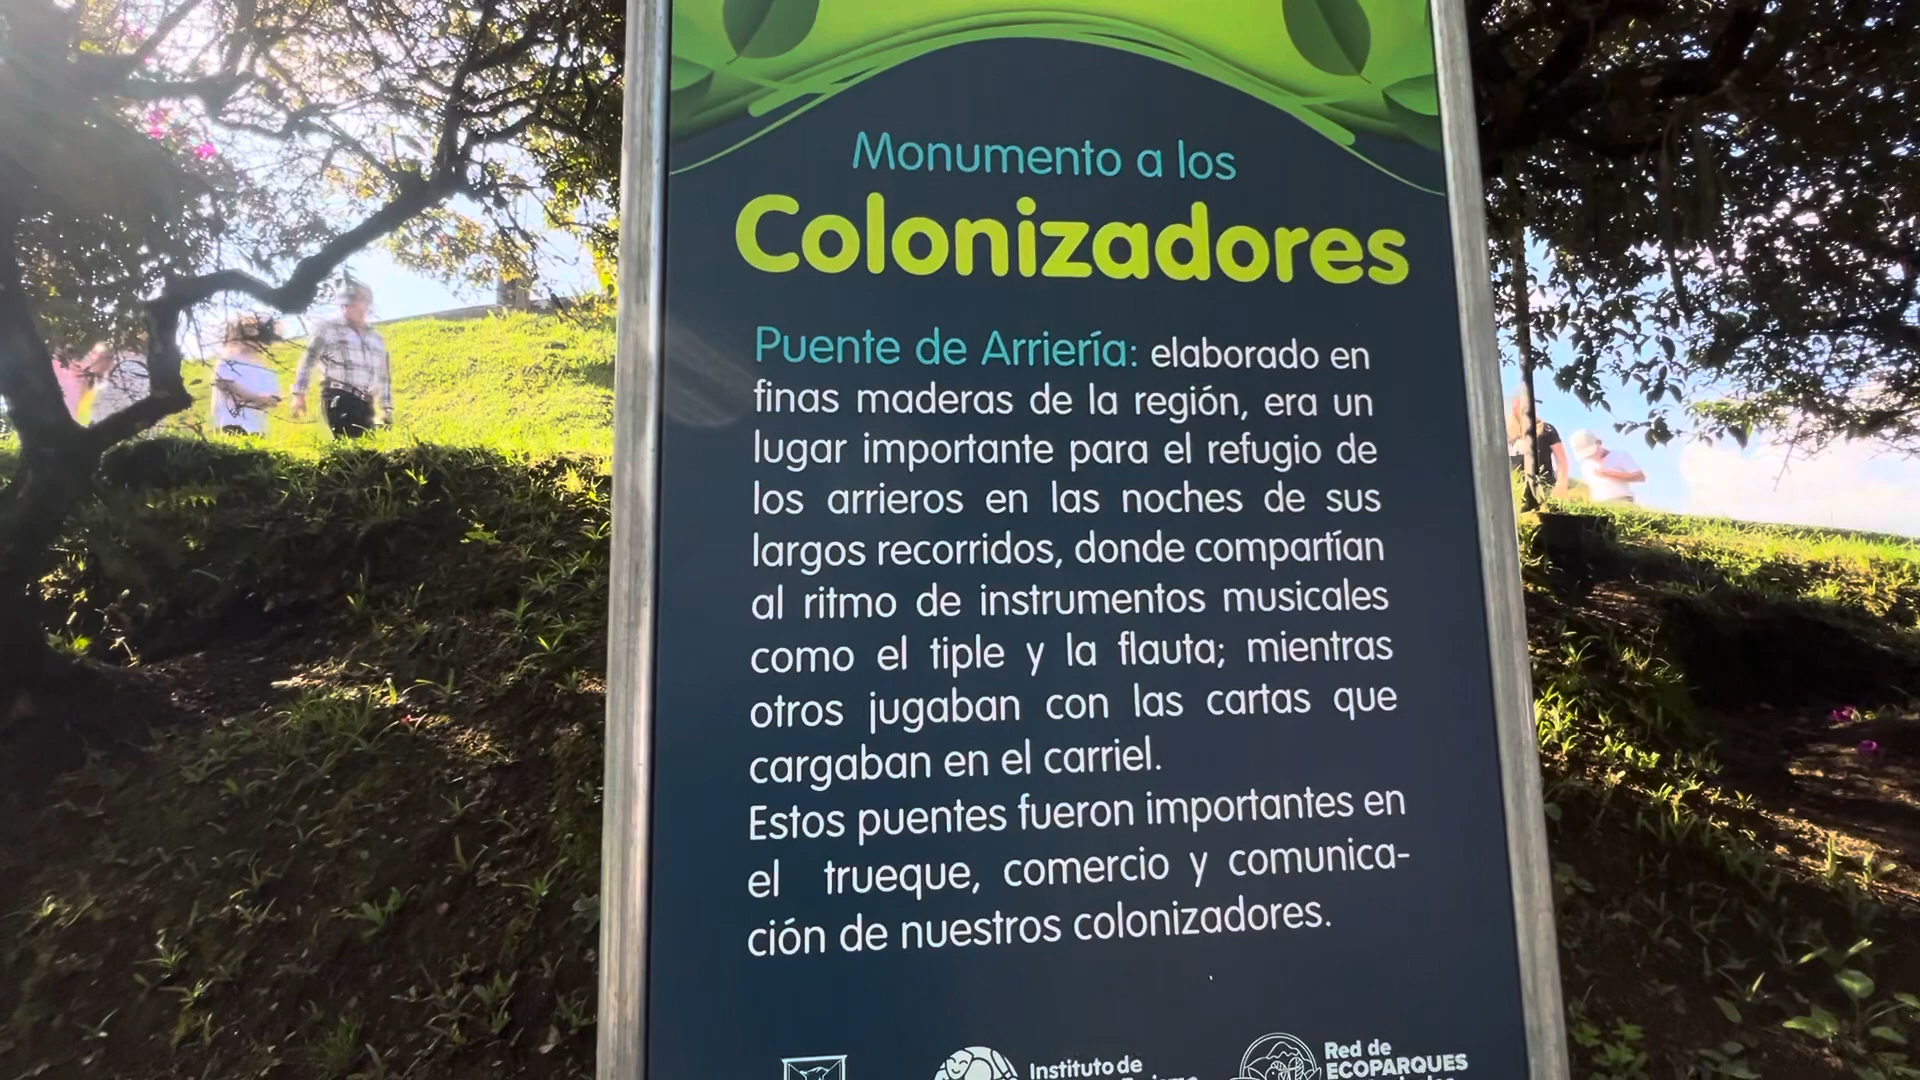 Monumento a los
Colonizadores
Puente de Arriería: elaborado en
finas maderas de la región, era un
lugar importante para el refugio de
los arrieros en las noches de sus
largos recorridos, donde compartían
al ritmo de instrumentos musicales
como el tiple y la flauta; mientras
otros jugaban con las cartas que
cargaban en el carriel.
Estos puentes fueron importantes en
el trueque, comercio y comunica-
ción de nuestros colonizadores.
Instituto de
Red de
ECOPARQUES